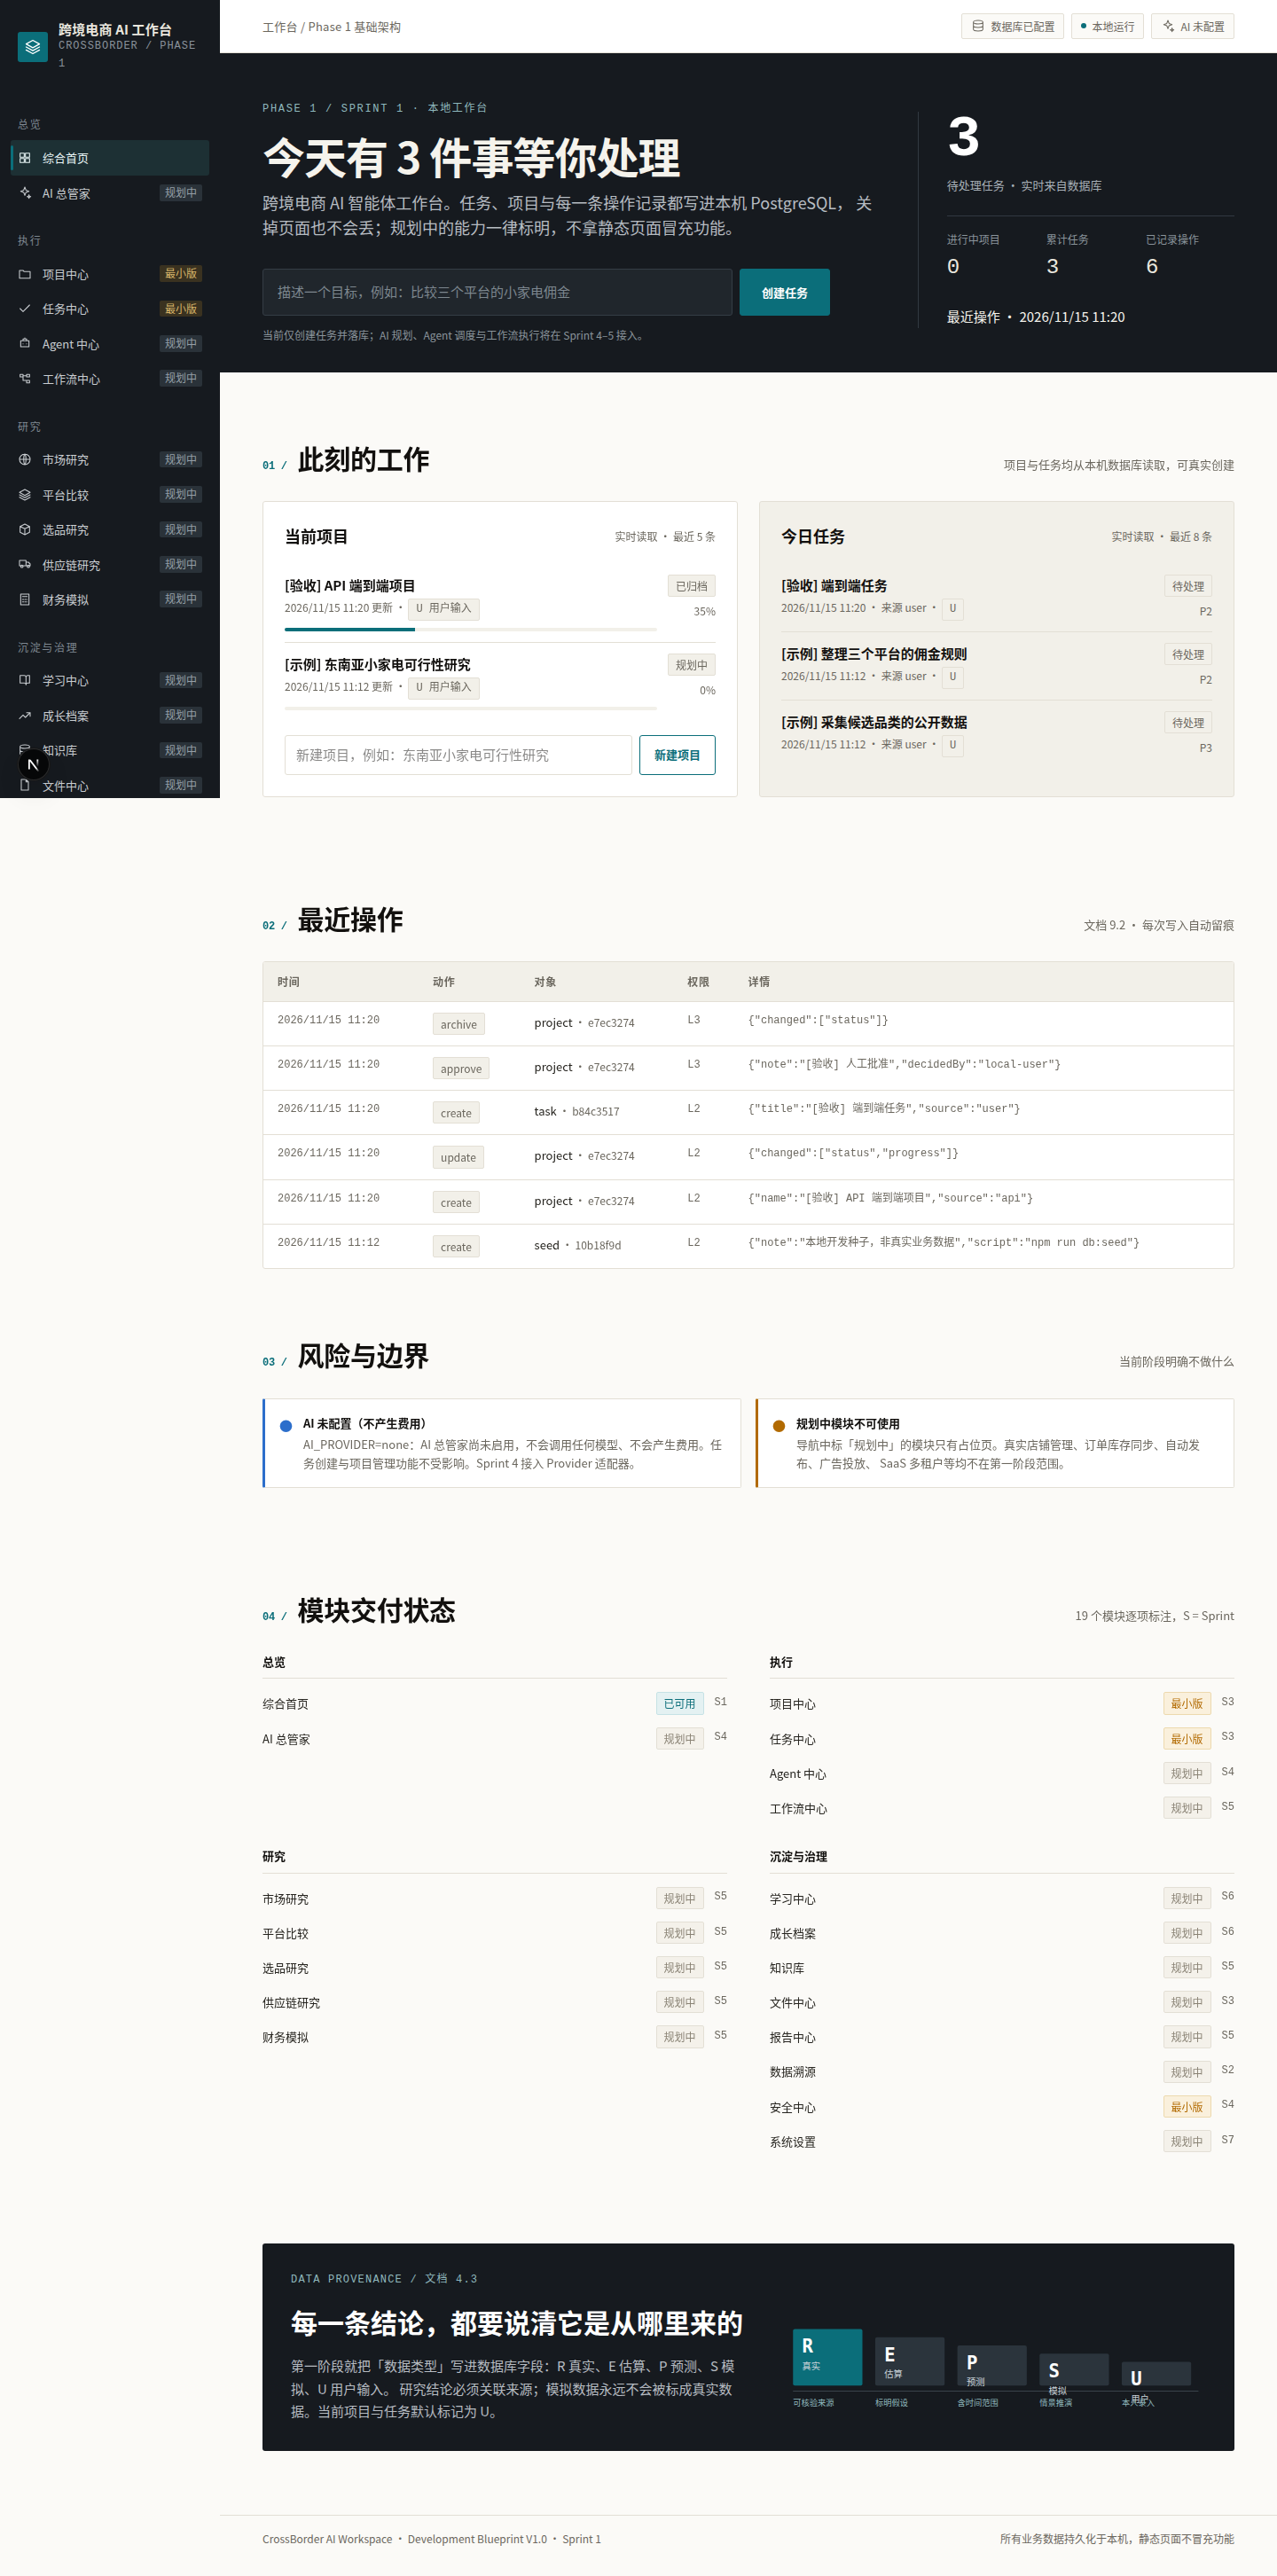 跨境电商 AI 工作台
CROSSBORDER / PHASE
1
总览
综合首页
AI 总管家 规划中
执行
项目中心 最小版
任务中心 最小版
Agent 中心 规划中
工作流中心 规划中
研究
市场研究 规划中
平台比较 规划中
选品研究 规划中
供应链研究 规划中
财务模拟 规划中
沉淀与治理
学习中心 规划中
成长档案 规划中
知识库 规划中
文件中心 规划中
N
工作台 / Phase 1 基础架构
数据库已配置
本地运行
AI 未配置
PHASE 1 / SPRINT 1 · 本地工作台
今天有 3 件事等你处理
跨境电商 AI 智能体工作台。任务、项目与每一条操作记录都写进本机 PostgreSQL， 关
掉页面也不会丢；规划中的能力一律标明，不拿静态页面冒充功能。
描述一个目标，例如：比较三个平台的小家电佣金
创建任务
当前仅创建任务并落库；AI 规划、Agent 调度与工作流执行将在 Sprint 4–5 接入。
3
待处理任务 · 实时来自数据库
进行中项目 累计任务 已记录操作
0 3 6
最近操作 · 2026/11/15 11:20
01 / 此刻的工作
项目与任务均从本机数据库读取，可真实创建
当前项目 实时读取 · 最近 5 条
[验收] API 端到端项目 已归档
2026/11/15 11:20 更新 · U 用户输入 35%
[示例] 东南亚小家电可行性研究 规划中
2026/11/15 11:12 更新 · U 用户输入 0%
新建项目，例如：东南亚小家电可行性研究
新建项目
今日任务 实时读取 · 最近 8 条
[验收] 端到端任务 待处理
2026/11/15 11:20 · 来源 user · U P2
[示例] 整理三个平台的佣金规则 待处理
2026/11/15 11:12 · 来源 user · U P2
[示例] 采集候选品类的公开数据 待处理
2026/11/15 11:12 · 来源 user · U P3
02 / 最近操作
文档 9.2 · 每次写入自动留痕
时间 动作 对象 权限 详情
2026/11/15 11:20 archive project · e7ec3274 L3 {"changed":["status"]}
2026/11/15 11:20 approve project · e7ec3274 L3 {"note":"[验收] 人工批准","decidedBy":"local-user"}
2026/11/15 11:20 create task · b84c3517 L2 {"title":"[验收] 端到端任务","source":"user"}
2026/11/15 11:20 update project · e7ec3274 L2 {"changed":["status","progress"]}
2026/11/15 11:20 create project · e7ec3274 L2 {"name":"[验收] API 端到端项目","source":"api"}
2026/11/15 11:12 create seed · 10b18f9d L2 {"note":"本地开发种子，非真实业务数据","script":"npm run db:seed"}
03 / 风险与边界
当前阶段明确不做什么
AI 未配置（不产生费用）
AI_PROVIDER=none：AI 总管家尚未启用，不会调用任何模型、不会产生费用。任
务创建与项目管理功能不受影响。Sprint 4 接入 Provider 适配器。
规划中模块不可使用
导航中标「规划中」的模块只有占位页。真实店铺管理、订单库存同步、自动发
布、广告投放、 SaaS 多租户等均不在第一阶段范围。
04 / 模块交付状态
19 个模块逐项标注，S = Sprint
总览
综合首页 已可用 S1
AI 总管家 规划中 S4
执行
项目中心 最小版 S3
任务中心 最小版 S3
Agent 中心 规划中 S4
工作流中心 规划中 S5
研究
市场研究 规划中 S5
平台比较 规划中 S5
选品研究 规划中 S5
供应链研究 规划中 S5
财务模拟 规划中 S5
沉淀与治理
学习中心 规划中 S6
成长档案 规划中 S6
知识库 规划中 S5
文件中心 规划中 S3
报告中心 规划中 S5
数据溯源 规划中 S2
安全中心 最小版 S4
系统设置 规划中 S7
DATA PROVENANCE / 文档 4.3
每一条结论，都要说清它是从哪里来的
第一阶段就把「数据类型」写进数据库字段：R 真实、E 估算、P 预测、S 模
拟、U 用户输入。 研究结论必须关联来源；模拟数据永远不会被标成真实数
据。当前项目与任务默认标记为 U。
R
真实
可核验来源
E
估算
标明假设
P
预测
含时间范围
S
模拟
情景推演
U
用户
本人录入
CrossBorder AI Workspace · Development Blueprint V1.0 · Sprint 1
所有业务数据持久化于本机，静态页面不冒充功能